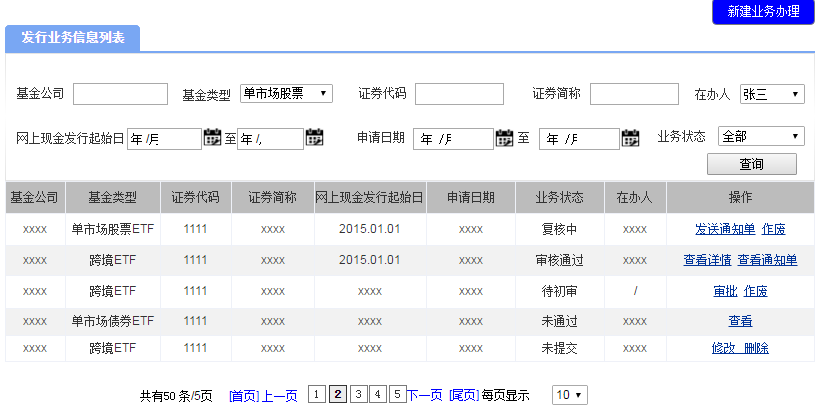 新建业务办理
发行业务信息列表
基金公司 基金类型 单市场股票 证券代码 证券简称 在办人 张三
网上现金发行起始日 年 /月 至 年 /, 申请日期 年 /月 至 年 /月 业务状态 全部
查询
基金公司 基金类型 证券代码 证券简称 网上现金发行起始日 申请日期 业务状态 在办人 操作
xxxx 单市场股票ETF 1111 xxxx 2015.01.01 xxxx 复核中 xxxx 发送通知单 作废
xxxx 跨境ETF 1111 xxxx 2015.01.01 xxxx 审核通过 xxxx 查看详情 查看通知单
xxxx 跨境ETF 1111 xxxx xxxx xxxx 待初审 / 审批 作废
xxxx 单市场债券ETF 1111 xxxx xxxx xxxx 未通过 xxxx 查看
xxxx 跨境ETF 1111 xxxx xxxx xxxx 未提交 xxxx 修改 删除
共有50 条/5页 [首页] 上一页 1 2 3 4 5 下一页 [尾页] 每页显示 10